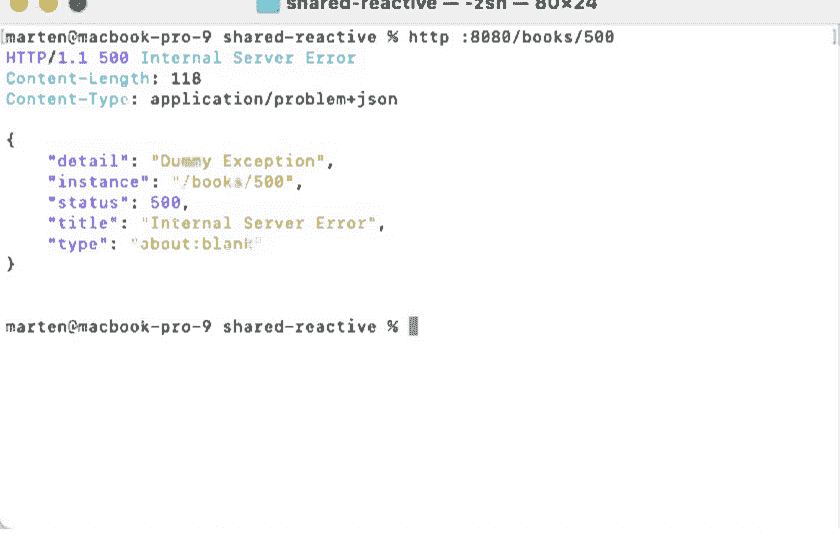 shared-reactive — -zsh — 80×24
marten@macbook-pro-9 shared-reactive % http :8080/books/500
HTTP/1.1 500 Internal Server Error
Content-Length: 118
Content-Type: application/problem+json
{
    "detail": "Dummy Exception",
    "instance": "/books/500",
    "status": 500,
    "title": "Internal Server Error",
    "type": "about:blank"
}
marten@macbook-pro-9 shared-reactive %